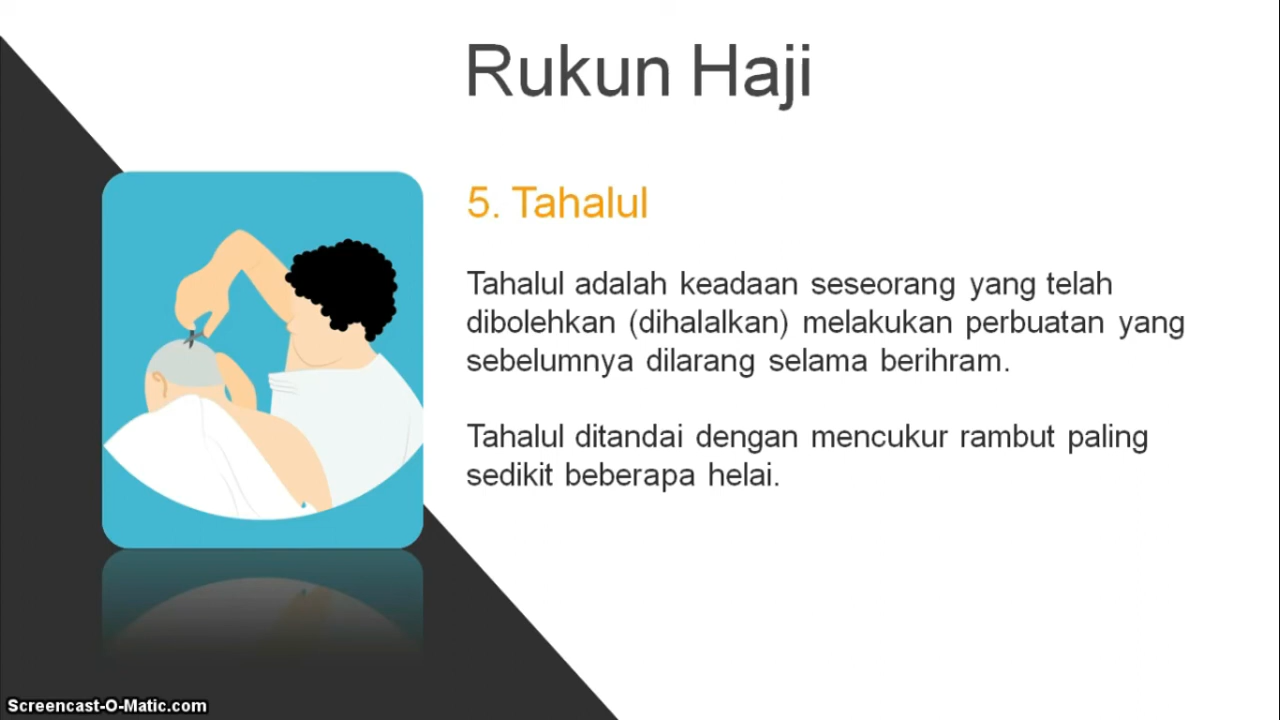 Rukun Haji
5. Tahalul
Tahalul adalah keadaan seseorang yang telah
dibolehkan (dihalalkan) melakukan perbuatan yang
sebelumnya dilarang selama berihram.
Tahalul ditandai dengan mencukur rambut paling
sedikit beberapa helai.
Screencast-O-Matic.com